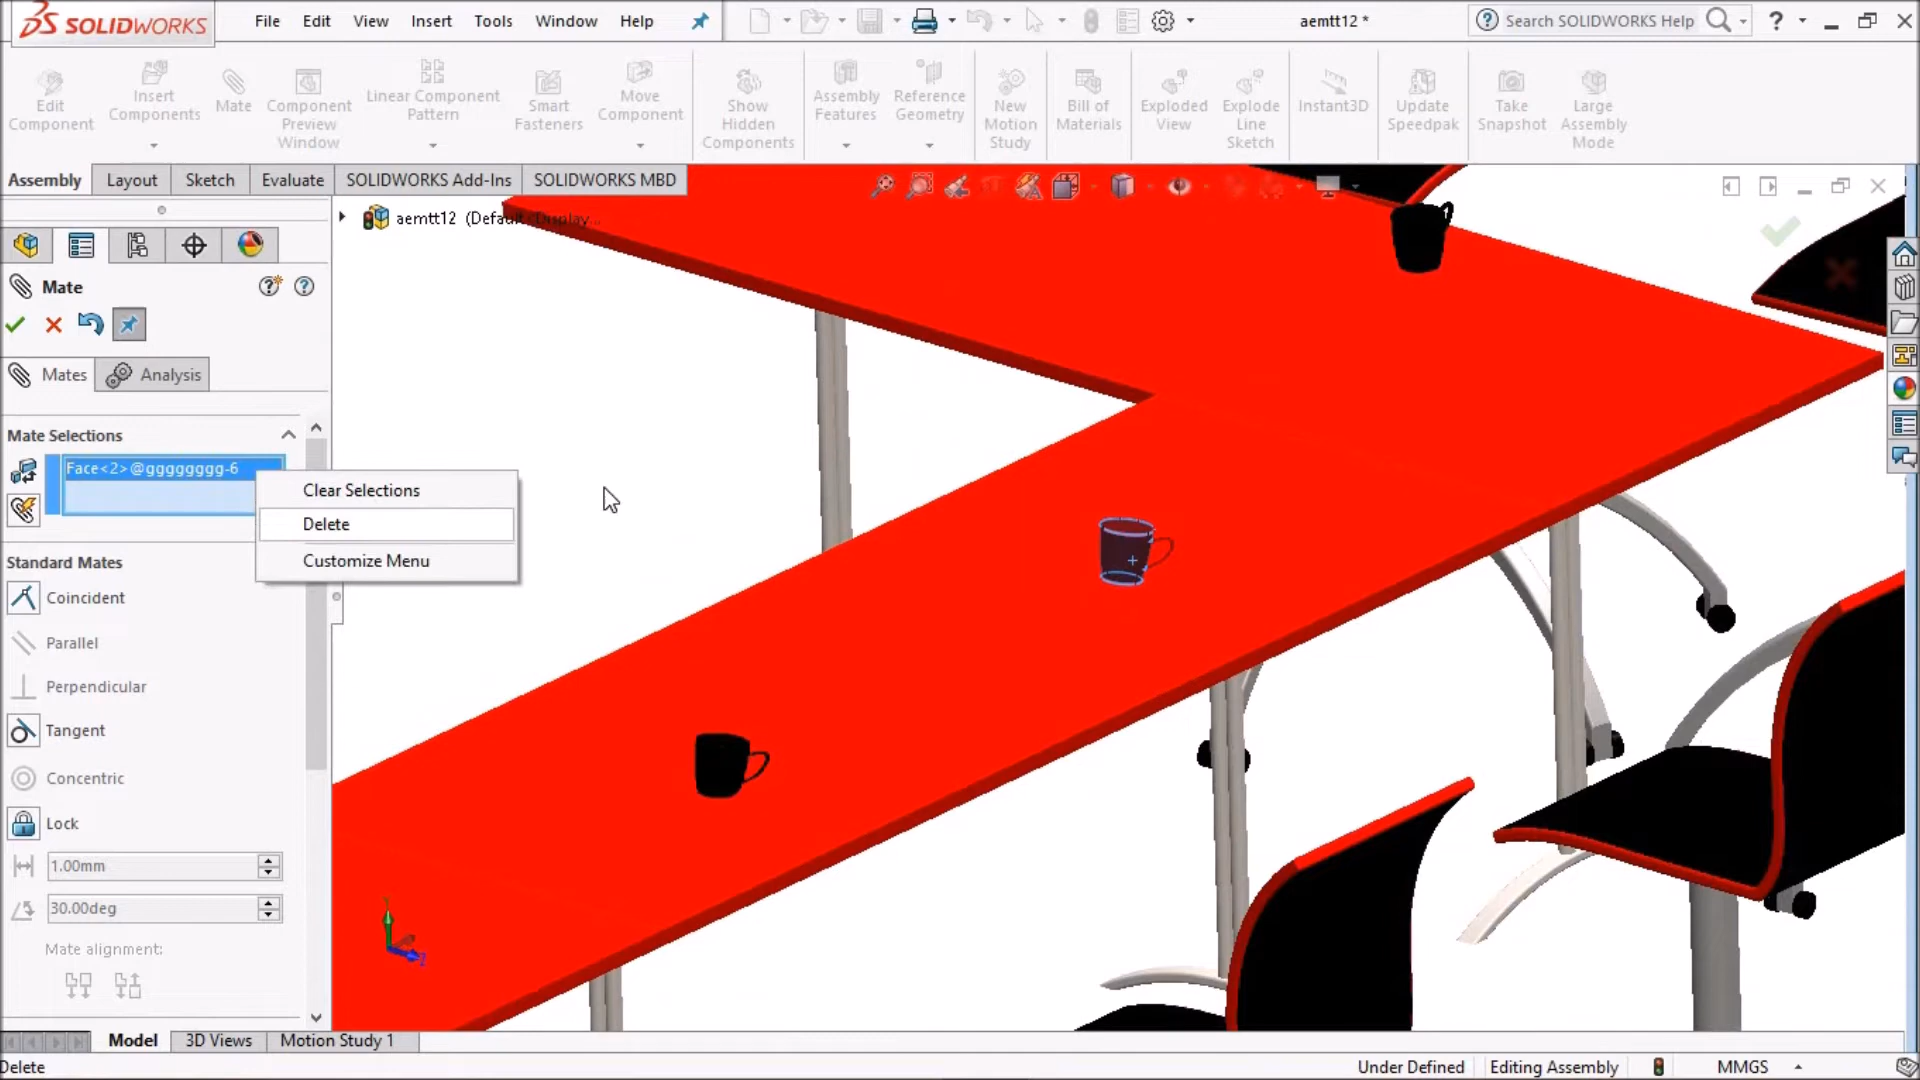 SOLIDWORKS
File Edit View Insert Tools Window Help
aemtt12 *
Search SOLIDWORKS Help
?
Edit Component
Insert Components
Mate
Component Preview Window
Linear Component Pattern
Smart Fasteners
Move Component
Show Hidden Components
Assembly Features
Reference Geometry
New Motion Study
Bill of Materials
Exploded View
Explode Line Sketch
Instant3D
Update Speedpak
Take Snapshot
Large Assembly Mode
Assembly Layout Sketch Evaluate SOLIDWORKS Add-Ins SOLIDWORKS MBD
aemtt12 (Default<Display...
Mate
Mates Analysis
Mate Selections
Face<2>@gggggggg-6
Clear Selections
Delete
Customize Menu
Standard Mates
Coincident
Parallel
Perpendicular
Tangent
Concentric
Lock
1.00mm
30.00deg
Mate alignment:
Model 3D Views Motion Study 1
Delete
Under Defined Editing Assembly MMGS